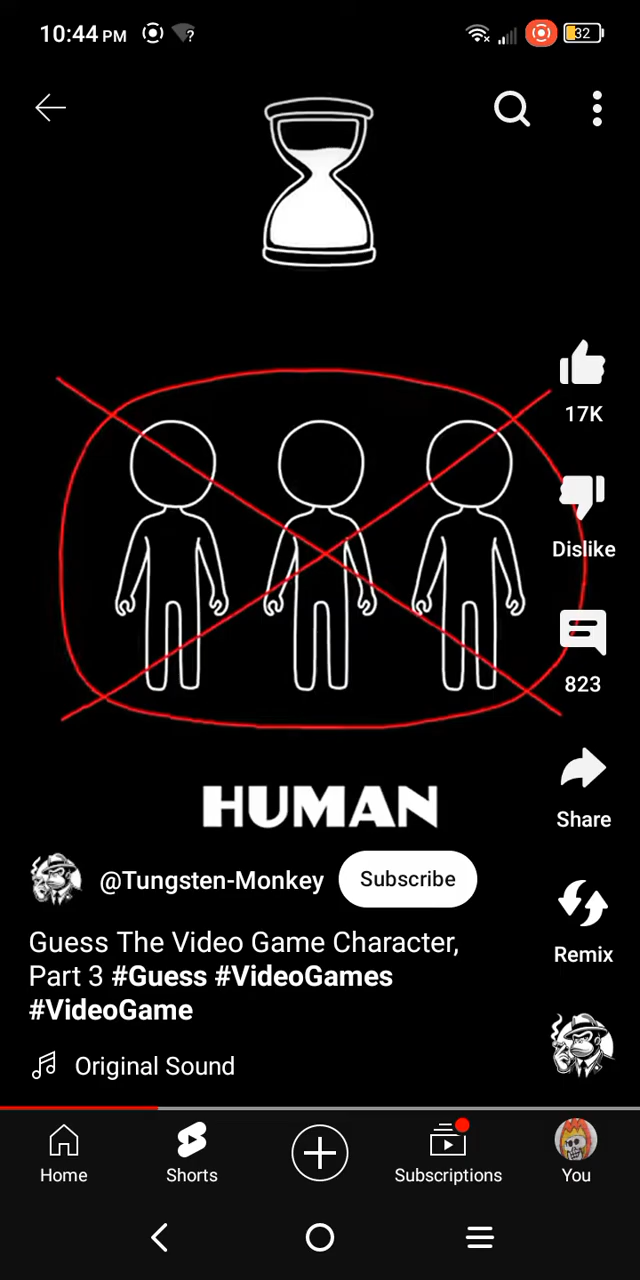 10:44 PM
32
17K
Dislike
823
Share
HUMAN
@Tungsten-Monkey
Subscribe
Remix
Guess The Video Game Character,
Part 3 #Guess #VideoGames
#VideoGame
Original Sound
Home
Shorts
Subscriptions
You